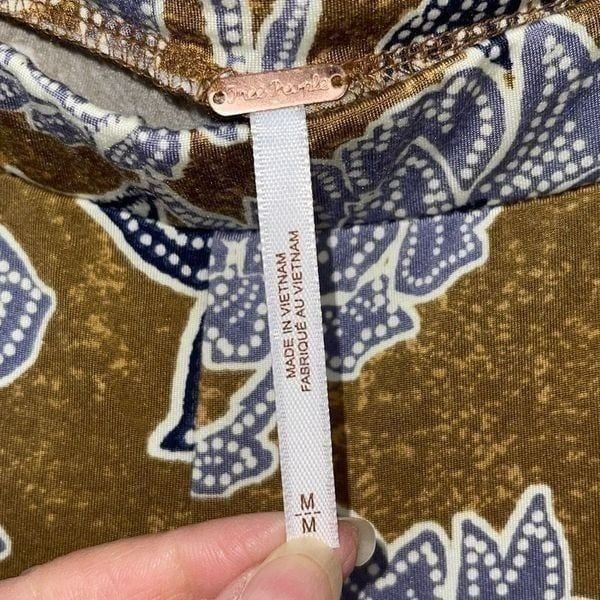 Free People
MADE IN VIETNAM
FABRIQUÉ AU VIETNAM
M
M